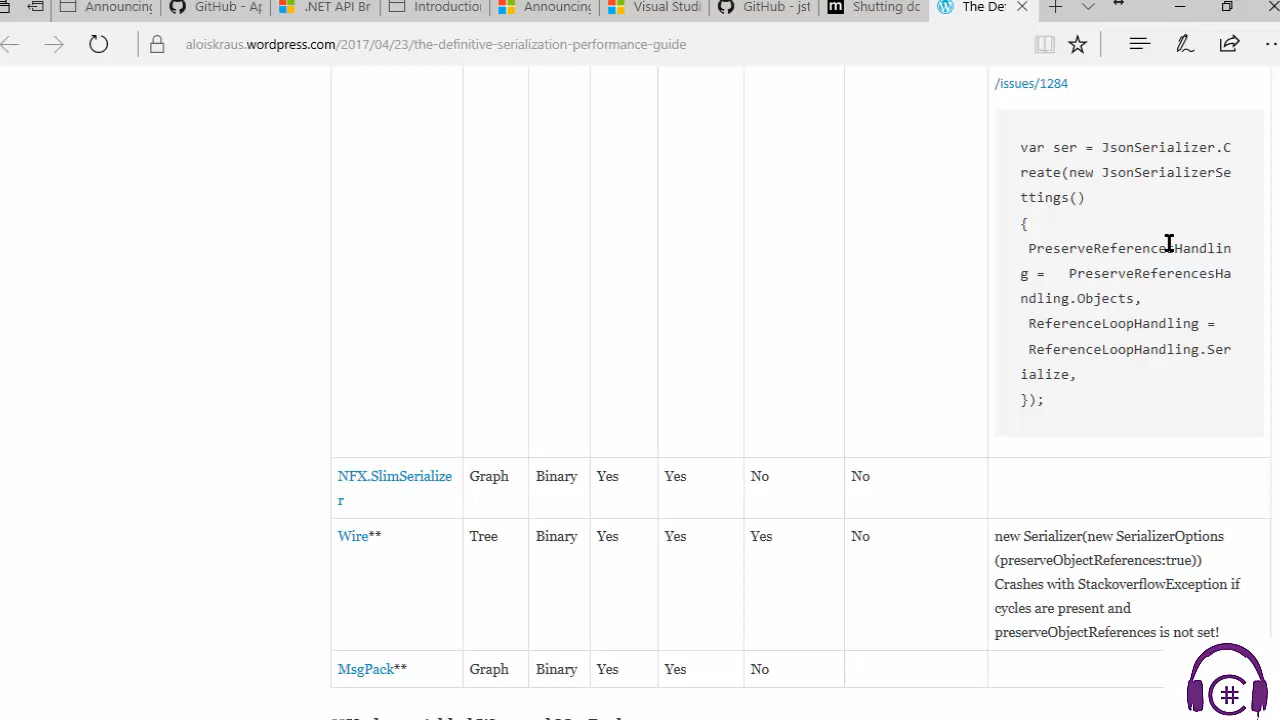 Announcing
GitHub - Ap
.NET API Br
Introduction
Announcing
Visual Studi
GitHub - jst
Shutting do
The De
aloiskraus.wordpress.com/2017/04/23/the-definitive-serialization-performance-guide
/issues/1284
var ser = JsonSerializer.C
reate(new JsonSerializerSe
ttings()
{
PreserveReferencesHandlin
g =   PreserveReferencesHa
ndling.Objects,
ReferenceLoopHandling =
ReferenceLoopHandling.Ser
ialize,
});
NFX.SlimSerialize
r
Graph
Binary
Yes
Yes
No
No
Wire**
Tree
Binary
Yes
Yes
Yes
No
new Serializer(new SerializerOptions
(preserveObjectReferences:true))
Crashes with StackoverflowException if
cycles are present and
preserveObjectReferences is not set!
MsgPack**
Graph
Binary
Yes
Yes
No
#